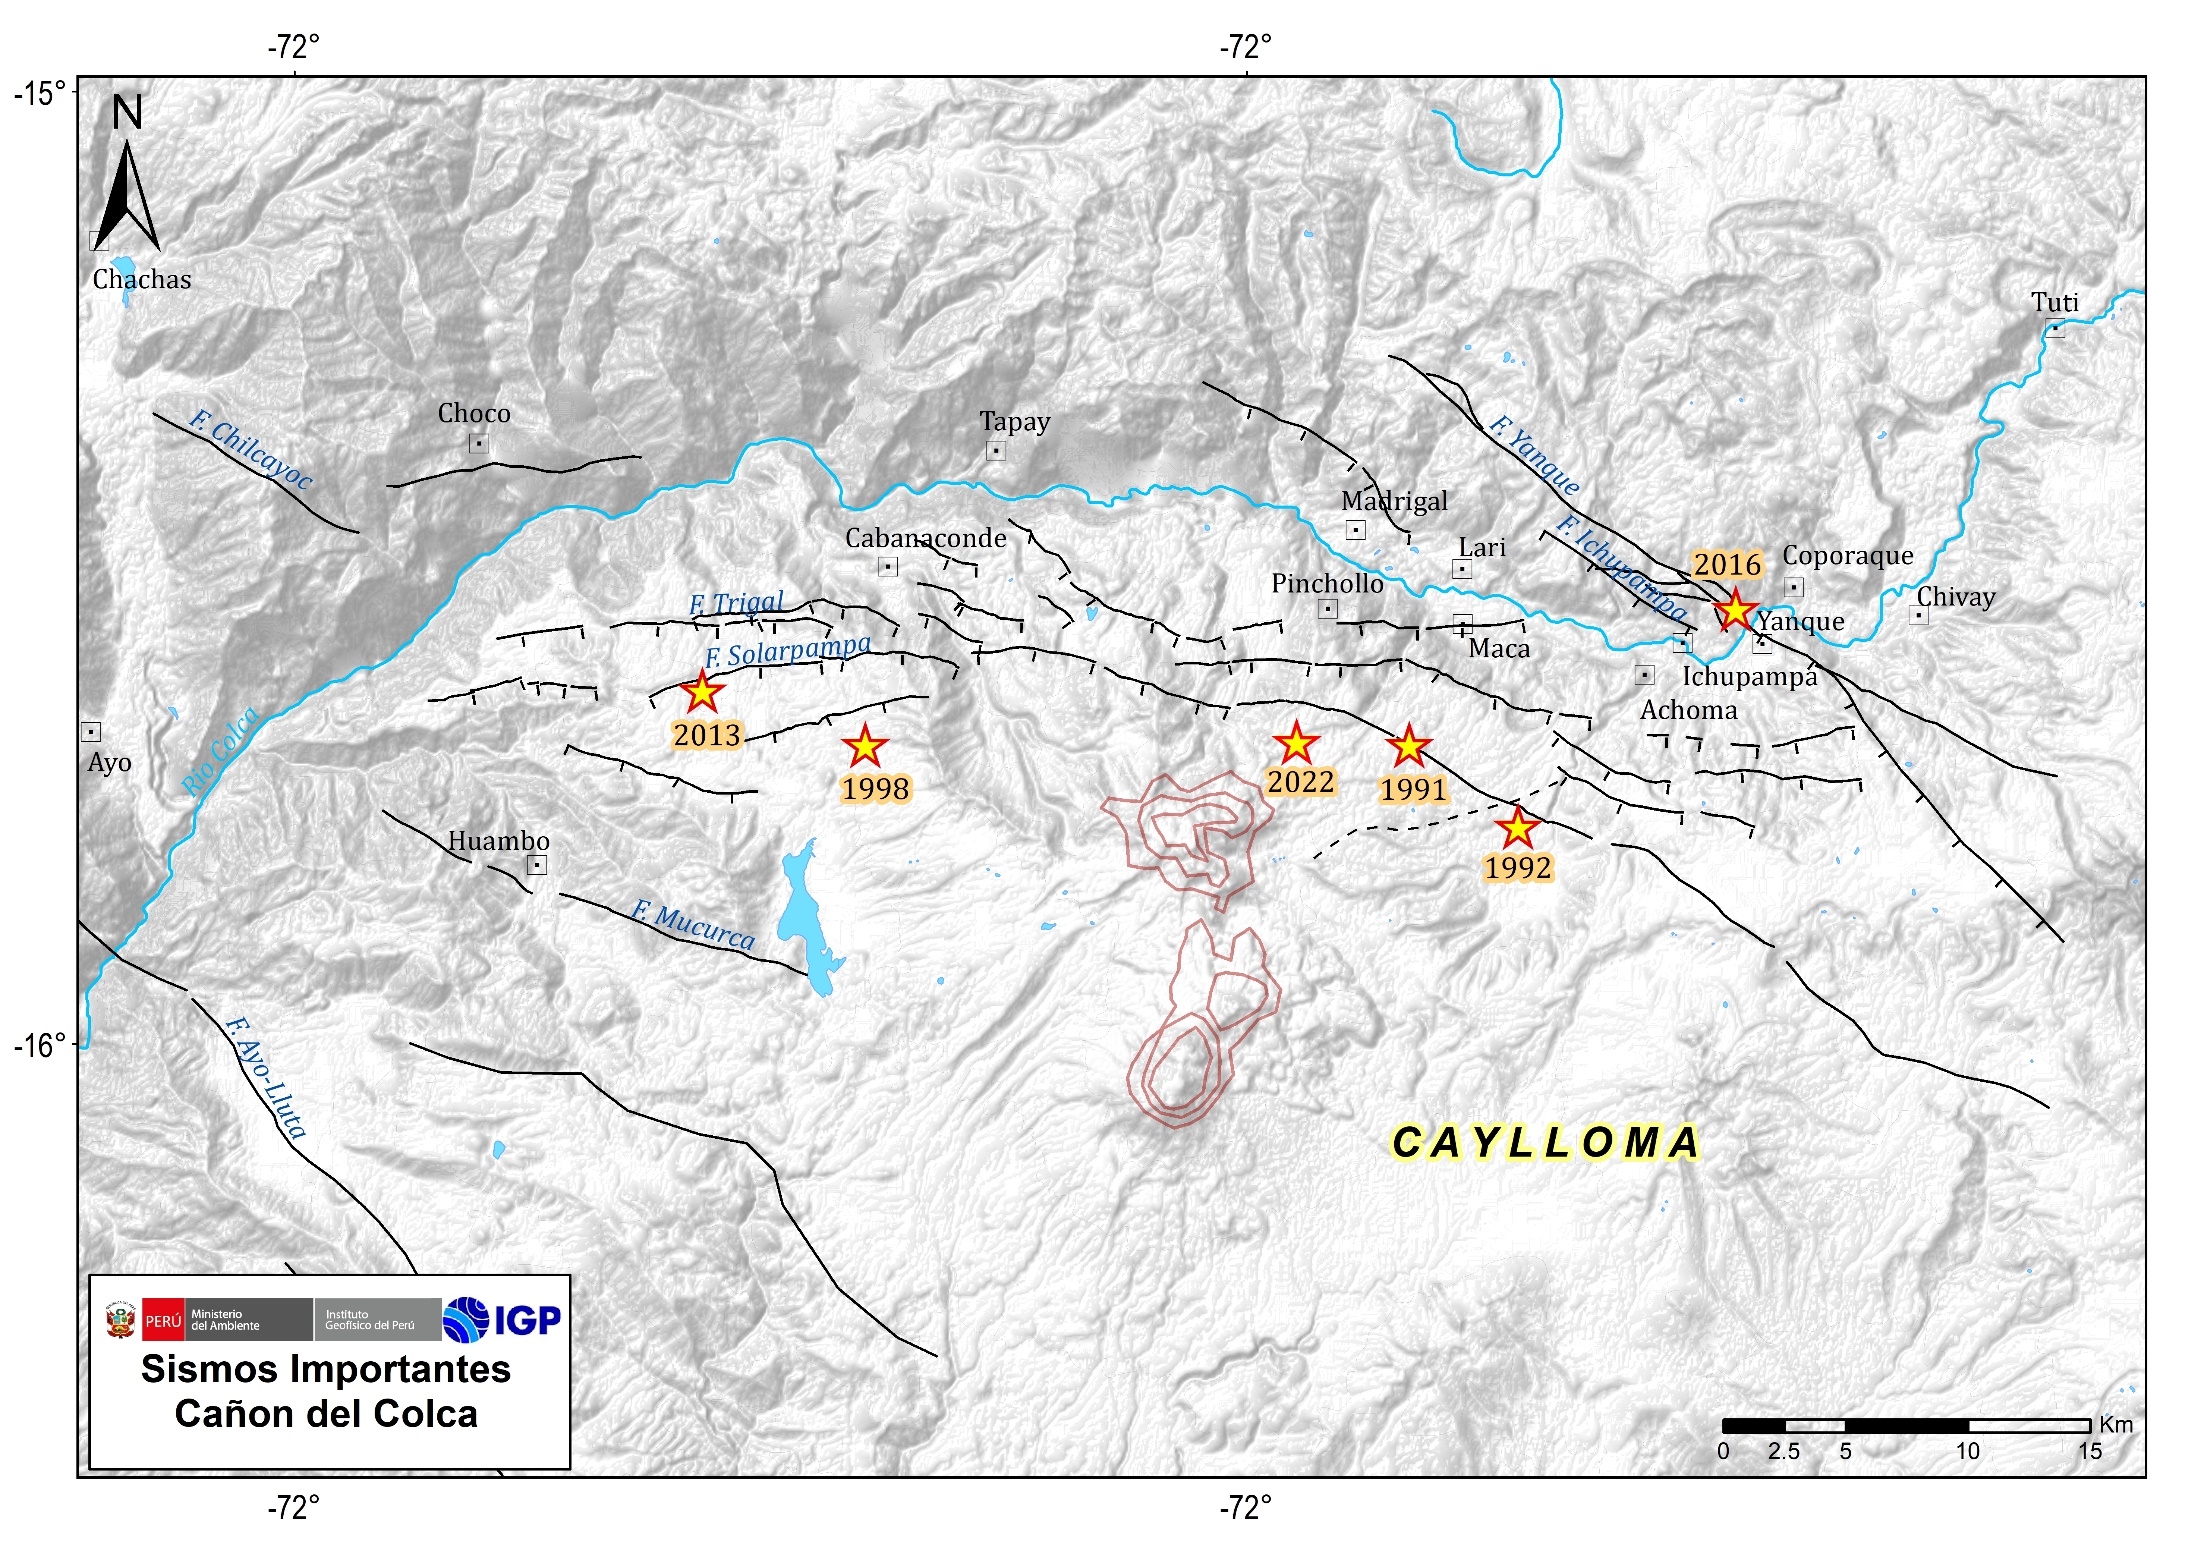 -72°
-72°
-15°
N
Chachas
Tuti
F. Chilcayoc
Choco
Tapay
F. Yanque
Madrigal
F. Ichupampa
Lari
Cabanaconde
2016
Coporaque
Pinchollo
Chivay
F. Trigal
Yanque
Maca
F. Solarpampa
Ichupampa
Achoma
2013
Rio Colca
Ayo
1998
2022
1991
Huambo
1992
F. Mucurca
-16°
F. Ayo-Lluta
CAYLLOMA
PERÚ
Ministerio
del Ambiente
Instituto
Geofísico del Perú
IGP
Sismos Importantes
Cañon del Colca
Km
0 2.5 5 10 15
-72°
-72°